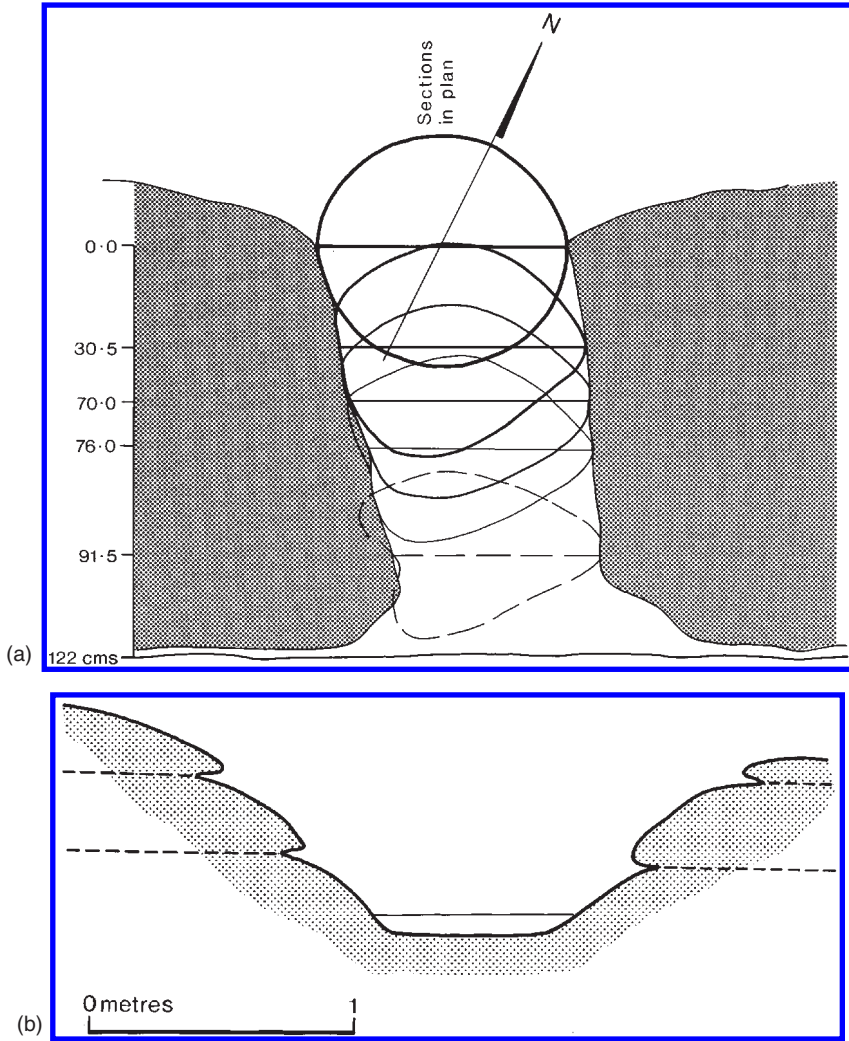 N
Sections
in plan
0·0
30·5
70·0
76·0
91·5
(a)
122 cms
0 metres 1
(b)